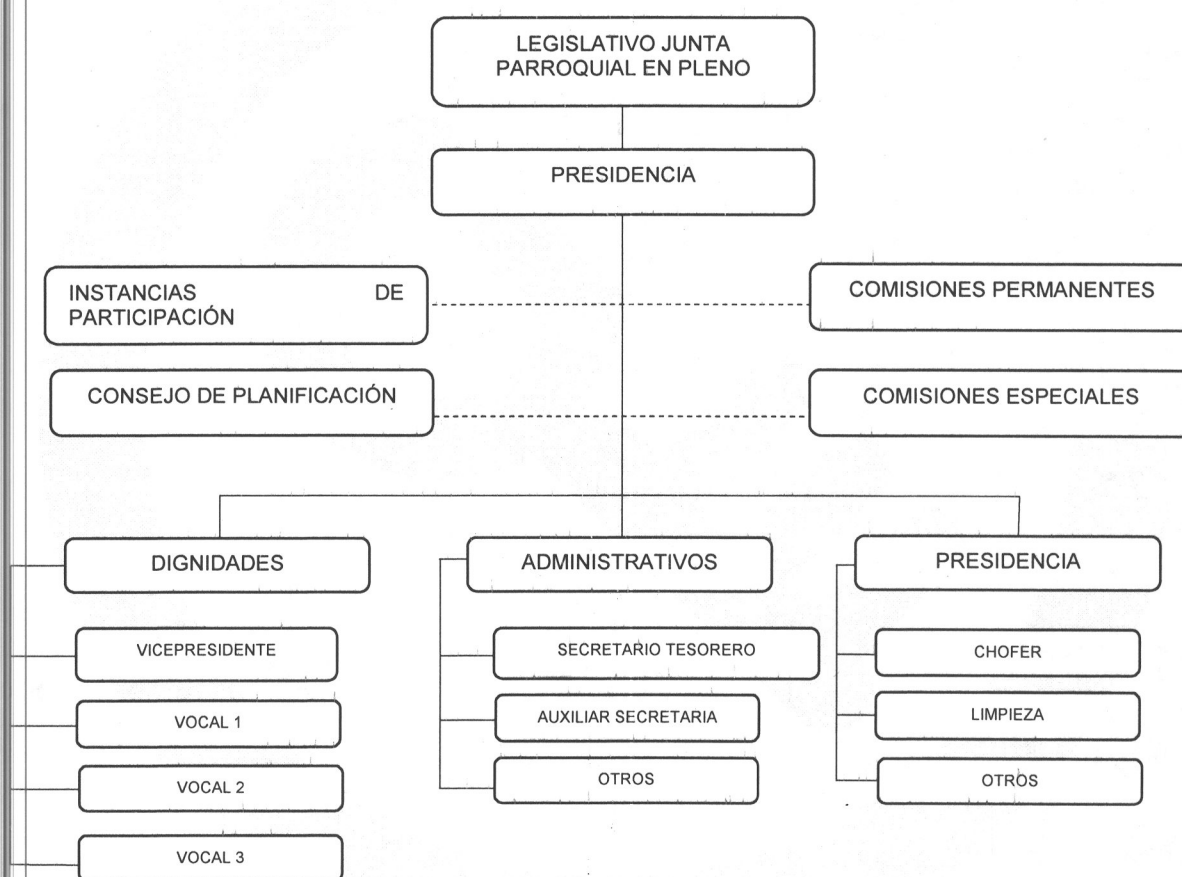 LEGISLATIVO JUNTA
PARROQUIAL EN PLENO
PRESIDENCIA
INSTANCIAS DE
PARTICIPACIÓN
COMISIONES PERMANENTES
CONSEJO DE PLANIFICACIÓN
COMISIONES ESPECIALES
DIGNIDADES
ADMINISTRATIVOS
PRESIDENCIA
VICEPRESIDENTE
SECRETARIO TESORERO
CHOFER
VOCAL 1
AUXILIAR SECRETARIA
LIMPIEZA
VOCAL 2
OTROS
OTROS
VOCAL 3